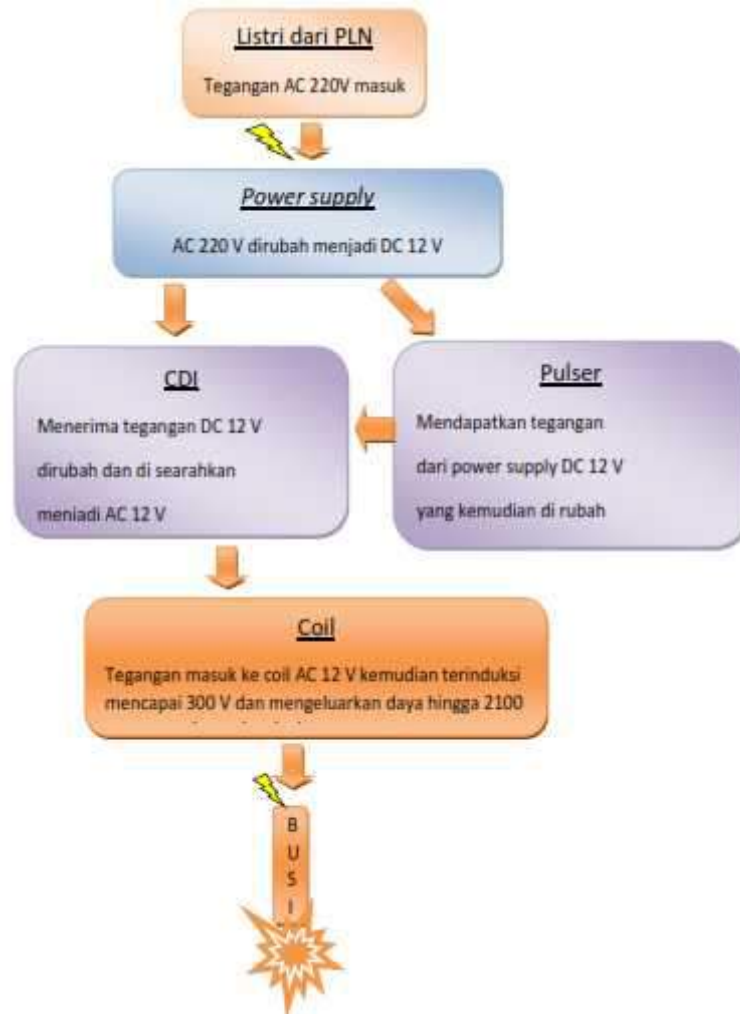 Listri dari PLN
Tegangan AC 220V masuk
Power supply
AC 220 V dirubah menjadi DC 12 V
CDI
Menerima tegangan DC 12 V
dirubah dan di searahkan
menjadi AC 12 V
Pulser
Mendapatkan tegangan
dari power supply DC 12 V
yang kemudian di rubah
Coil
Tegangan masuk ke coil AC 12 V kemudian terinduksi
mencapai 300 V dan mengeluarkan daya hingga 2100
B
U
S
I